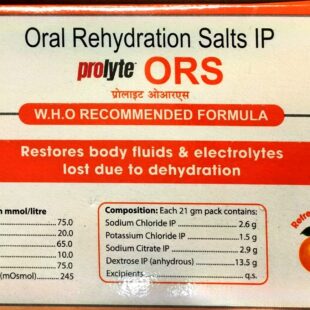 Oral Rehydration Salts IP
prolyte ORS
प्रोलाइट ओआरएस
W.H.O RECOMMENDED FORMULA
Restores body fluids & electrolytes
lost due to dehydration
n mmol/litre
75.0
20.0
65.0
10.0
75.0
(mOsmol) 245
Composition: Each 21 gm pack contains:
Sodium Chloride IP 2.6 g
Potassium Chloride IP 1.5 g
Sodium Citrate IP 2.9 g
Dextrose IP (anhydrous) 13.5 g
Excipients q.s.
Refre